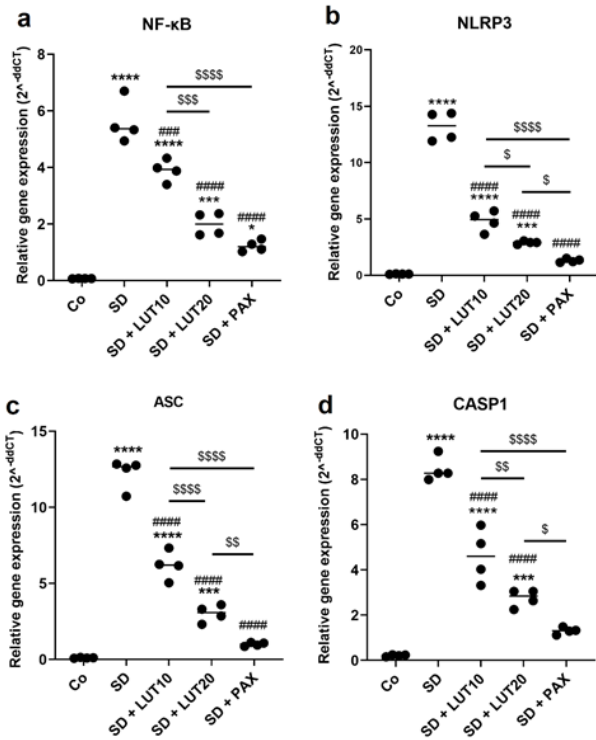 a
NF-κB
Relative gene expression (2^-ddCT)
8
6
4
2
0
****
###
****
####
***
####
*
$$$$
$$$
Co
SD
SD + LUT10
SD + LUT20
SD + PAX
b
NLRP3
Relative gene expression (2^-ddCT)
20
15
10
5
0
****
####
****
####
***
####
$$$$
$
$
Co
SD
SD + LUT10
SD + LUT20
SD + PAX
c
ASC
Relative gene expression (2^-ddCT)
15
10
5
0
****
####
****
####
***
####
$$$$
$$$$
$$
Co
SD
SD + LUT10
SD + LUT20
SD + PAX
d
CASP1
Relative gene expression (2^-ddCT)
10
8
6
4
2
0
****
####
****
####
***
$$$$
$$
$
Co
SD
SD + LUT10
SD + LUT20
SD + PAX